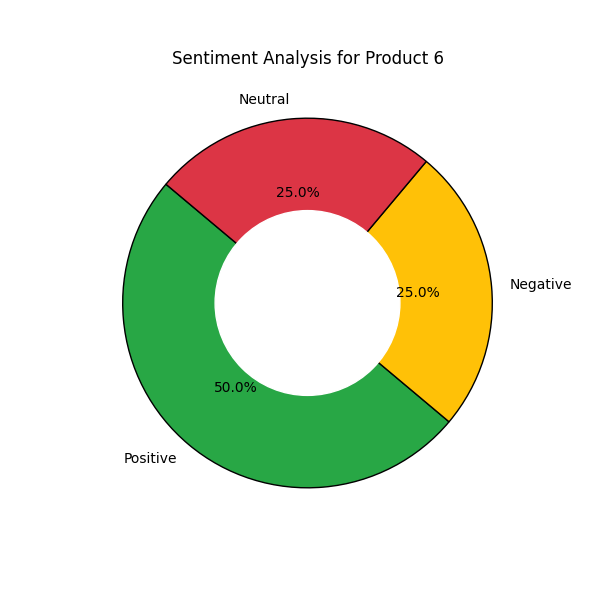 Sentiment Analysis for Product 6
Neutral
25.0%
Negative
25.0%
50.0%
Positive